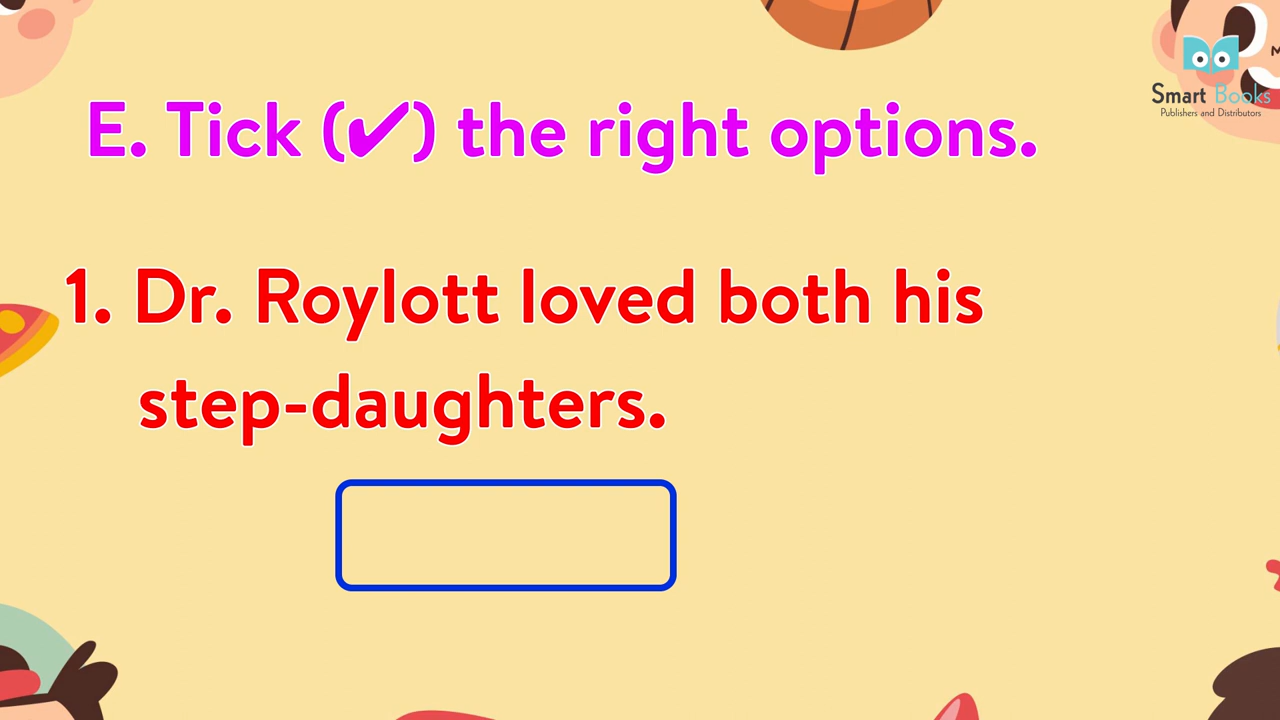 E. Tick (✔) the right options.
Smart Books
Publishers and Distributors
1. Dr. Roylott loved both his
step-daughters.